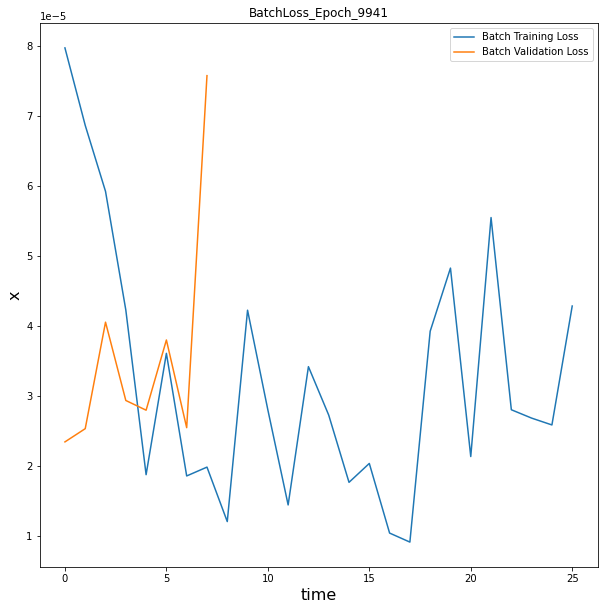 BatchLoss_Epoch_9941
1e−5
Batch Training Loss
Batch Validation Loss
8
7
6
5
4
3
2
1
x
0 5 10 15 20 25
time